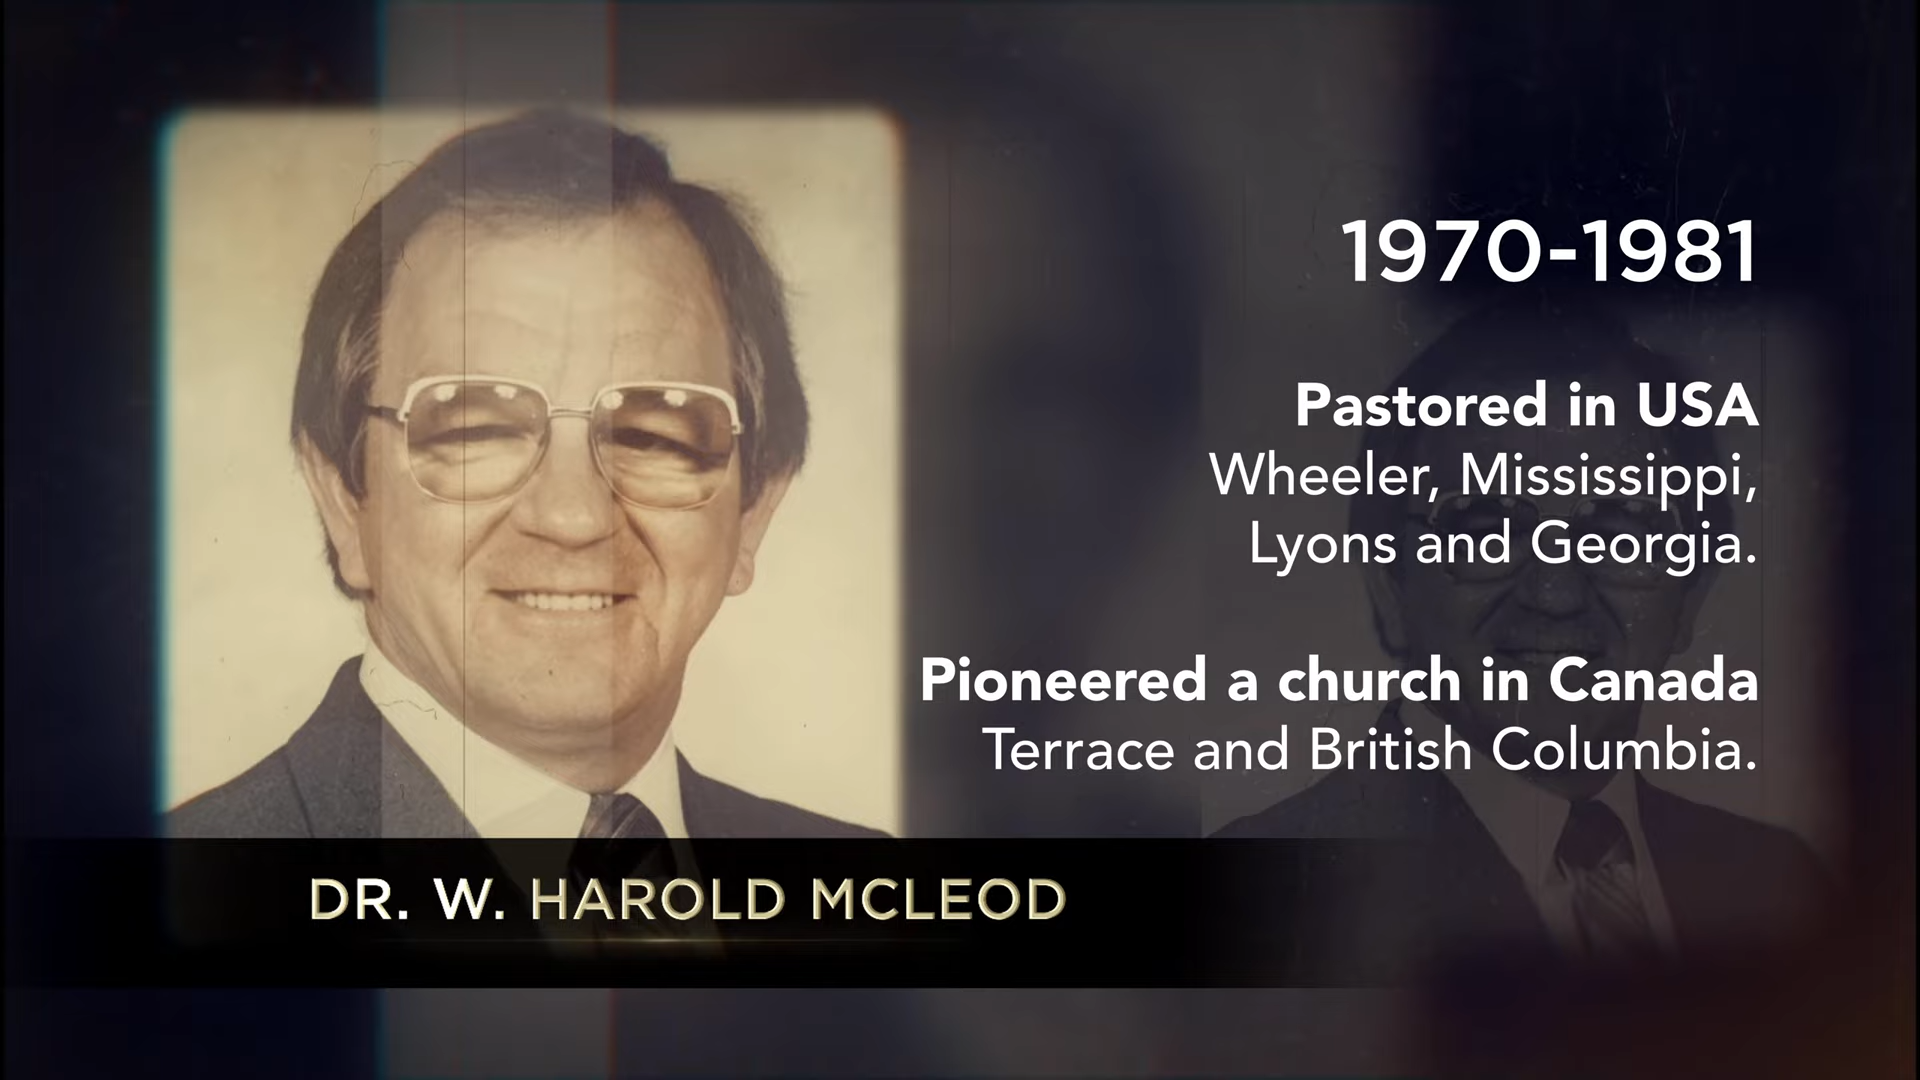 1970-1981
Pastored in USA
Wheeler, Mississippi,
Lyons and Georgia.
Pioneered a church in Canada
Terrace and British Columbia.
DR. W. HAROLD MCLEOD